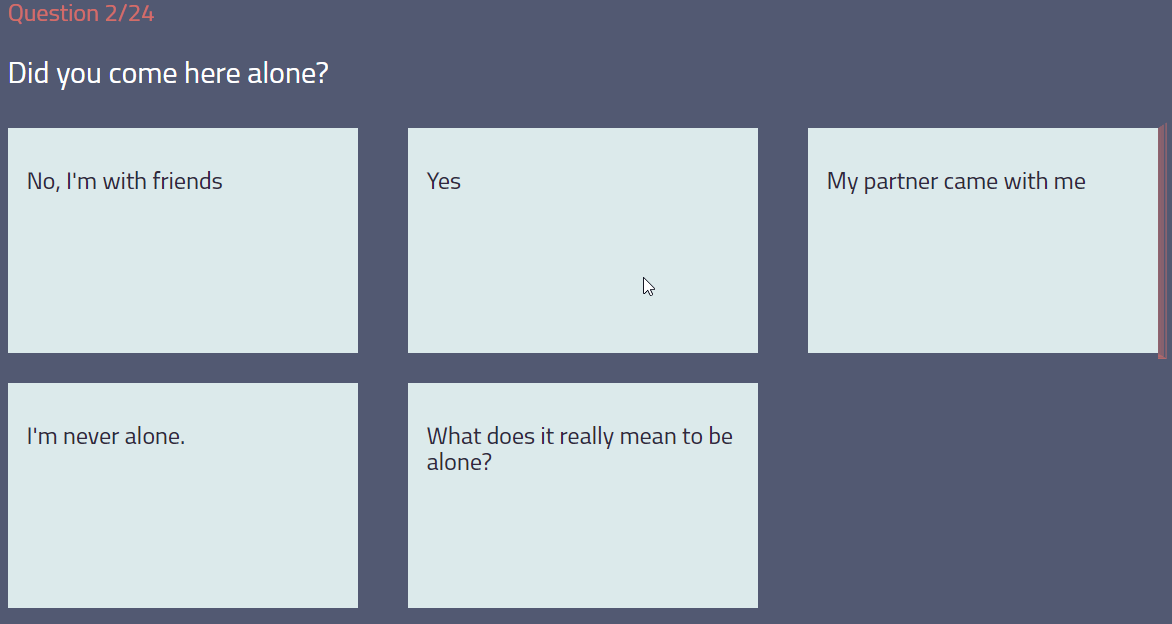 Question 2/24
Did you come here alone?
No, I'm with friends
Yes
My partner came with me
I'm never alone.
What does it really mean to be
alone?